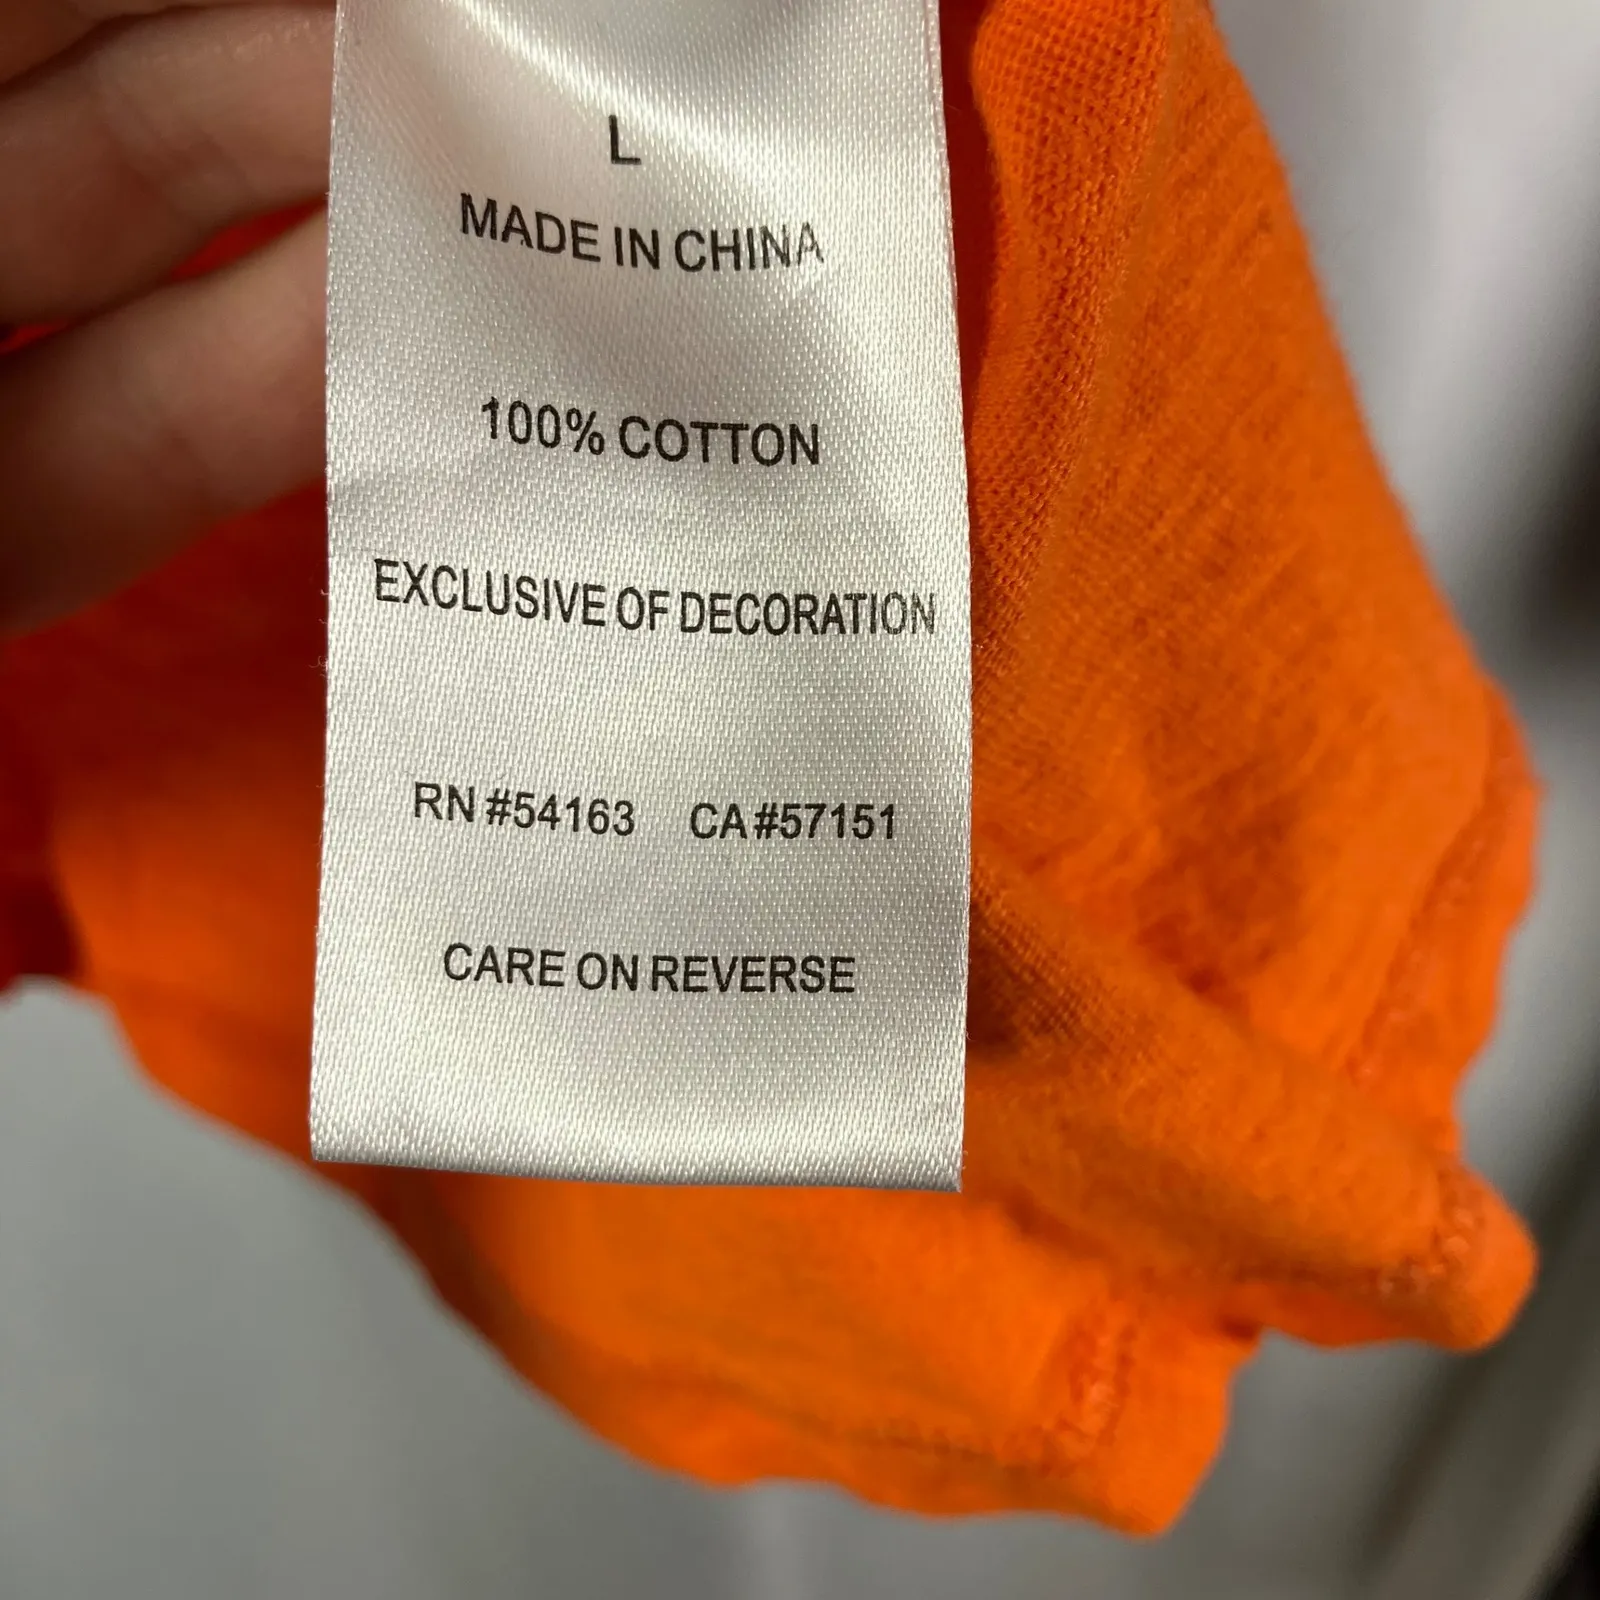 L
MADE IN CHINA
100% COTTON
EXCLUSIVE OF DECORATION
RN #54163 CA#57151
CARE ON REVERSE